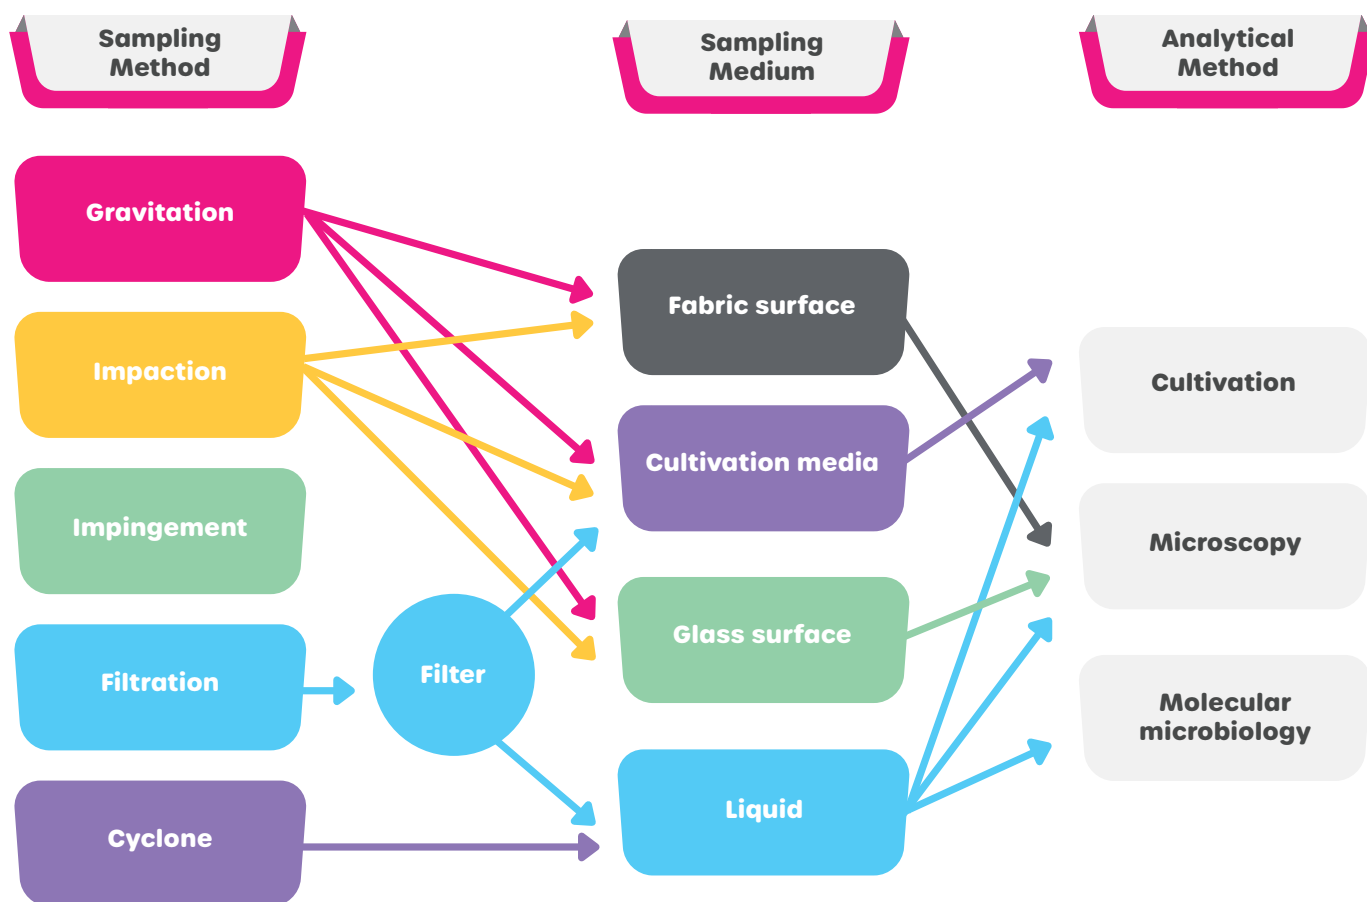 Sampling
Method
Sampling
Medium
Analytical
Method
Gravitation
Impaction
Impingement
Filtration
Cyclone
Filter
Fabric surface
Cultivation media
Glass surface
Liquid
Cultivation
Microscopy
Molecular
microbiology